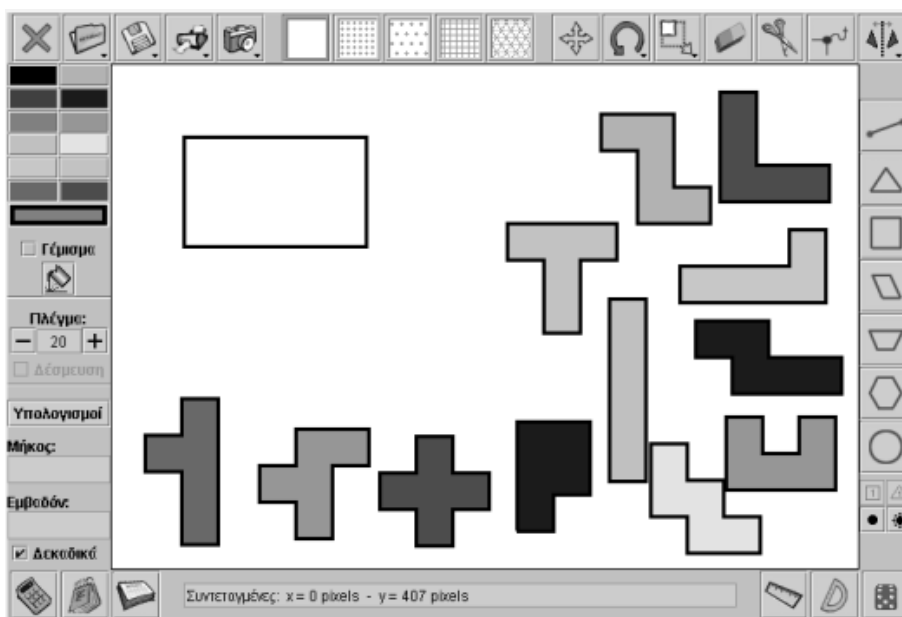 Γέμισμα
Πλέγμα:
20
Δέσμευση
Υπολογισμοί
Μήκος:
Εμβαδόν:
Δεκαδικά
Συντεταγμένες: x = 0 pixels - y = 407 pixels